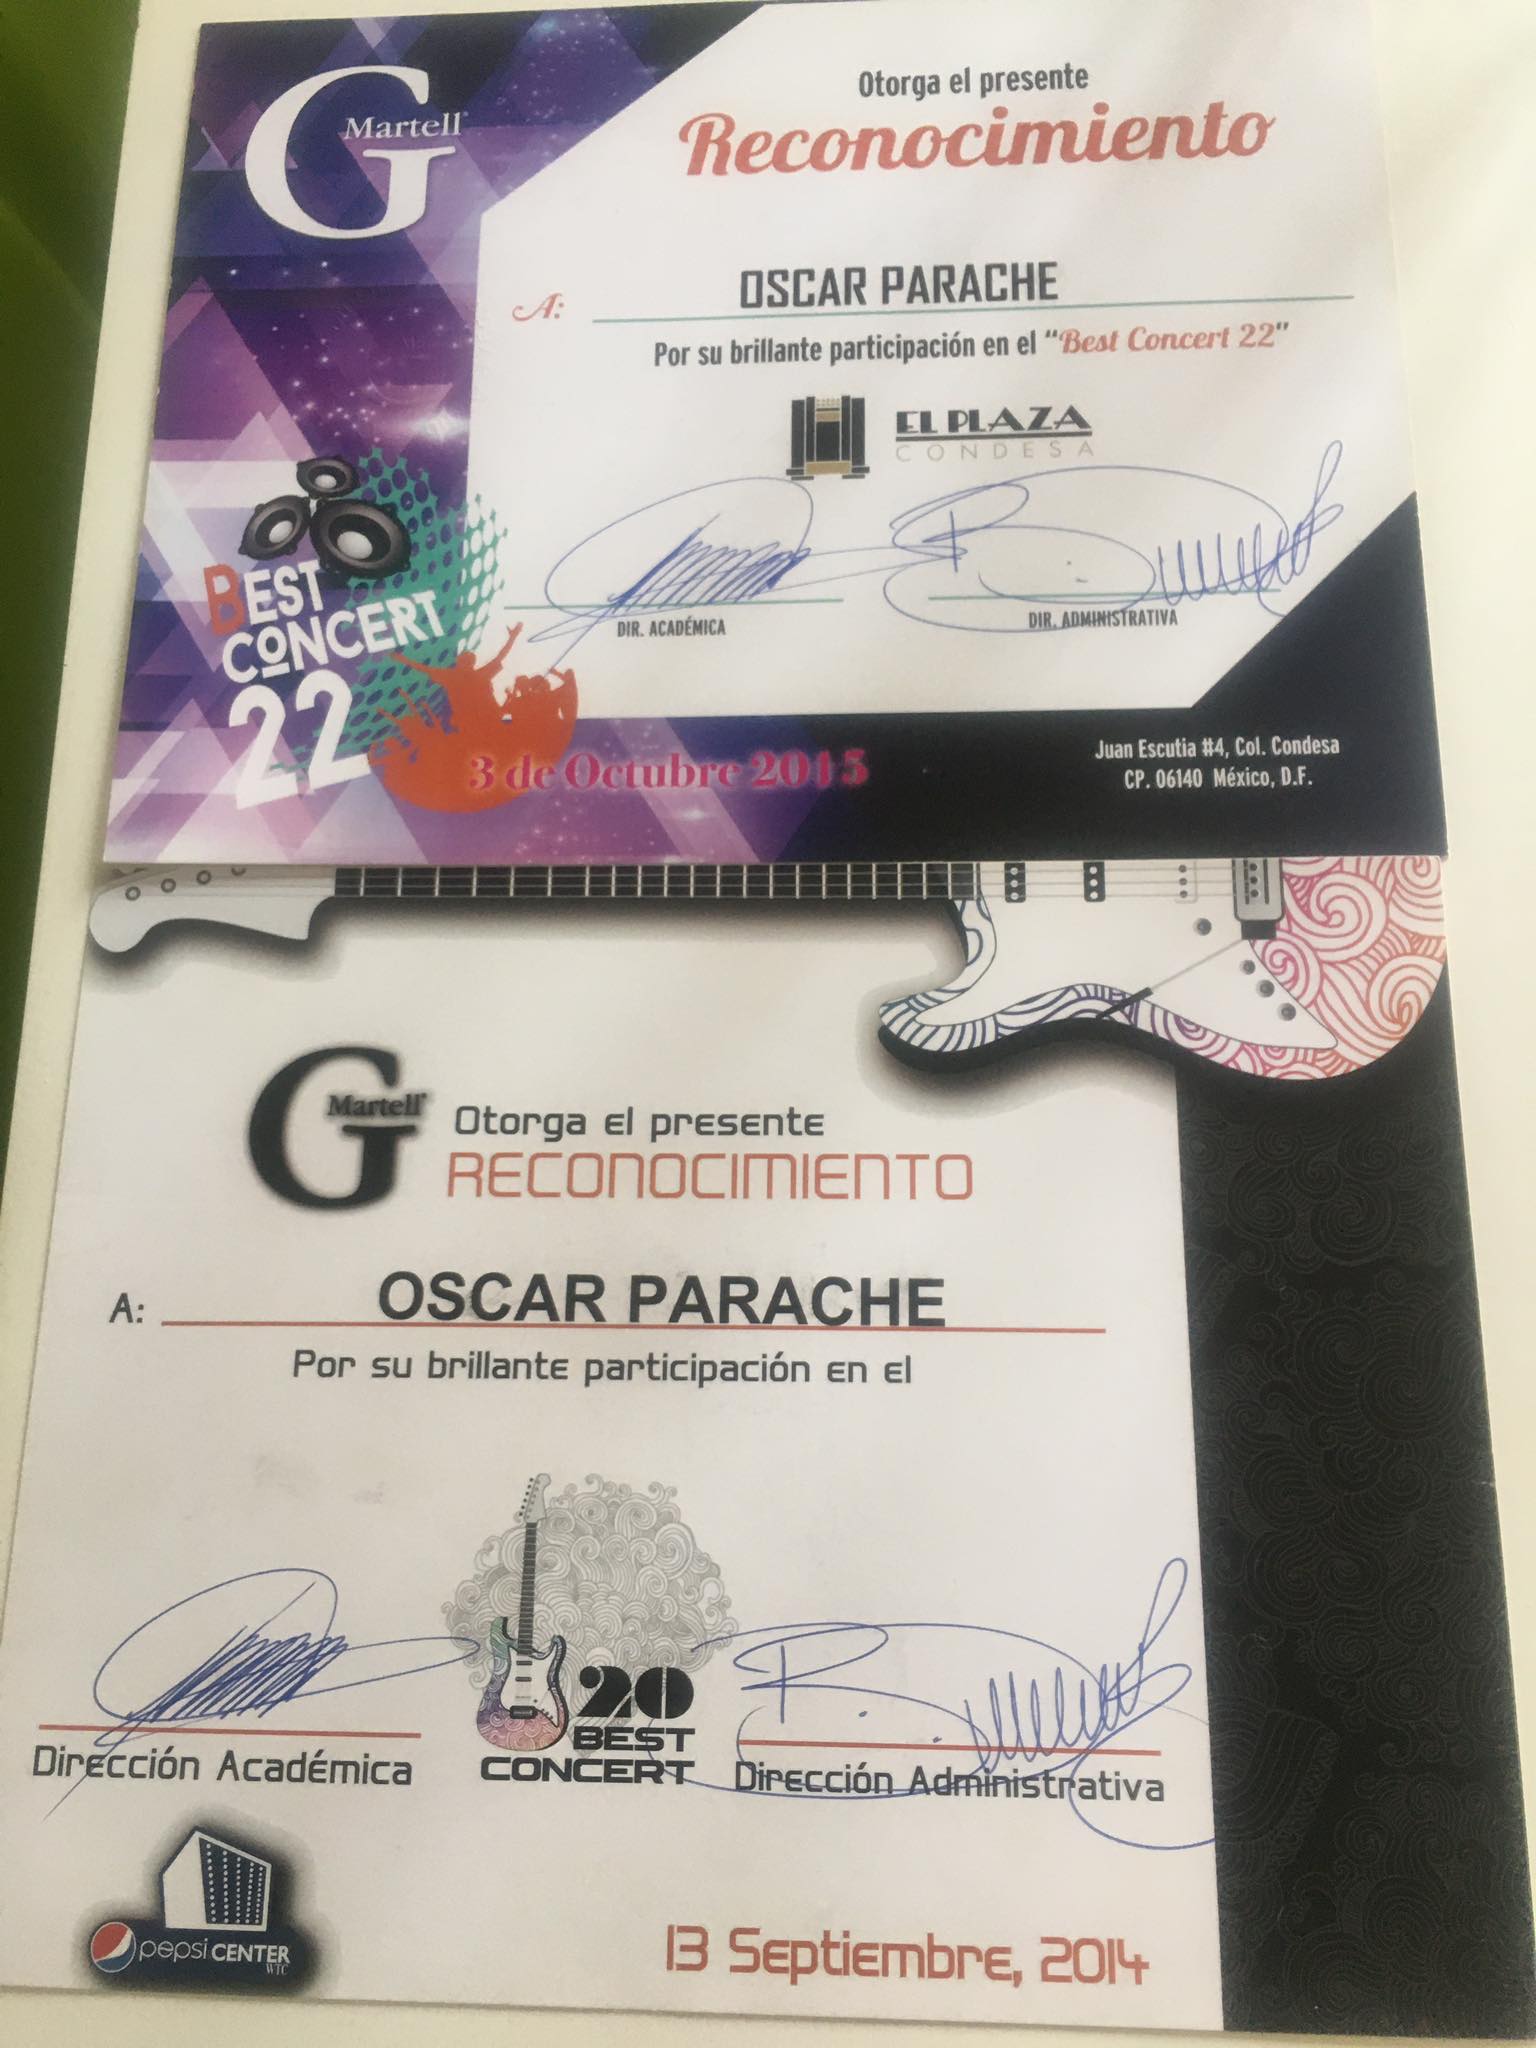 G Martell
Otorga el presente
Reconocimiento
A: OSCAR PARACHE
Por su brillante participación en el "Best Concert 22"
EL PLAZA
CONDESA
DIR. ACADÉMICA
DIR. ADMINISTRATIVA
BEST
CONCERT
22
3 de Octubre 2015
Juan Escutia #4, Col. Condesa
CP. 06140 México, D.F.
G Martell
Otorga el presente
RECONOCIMIENTO
A: OSCAR PARACHE
Por su brillante participación en el
20
BEST
CONCERT
Dirección Académica
Dirección Administrativa
pepsi CENTER
WTC
13 Septiembre, 2014